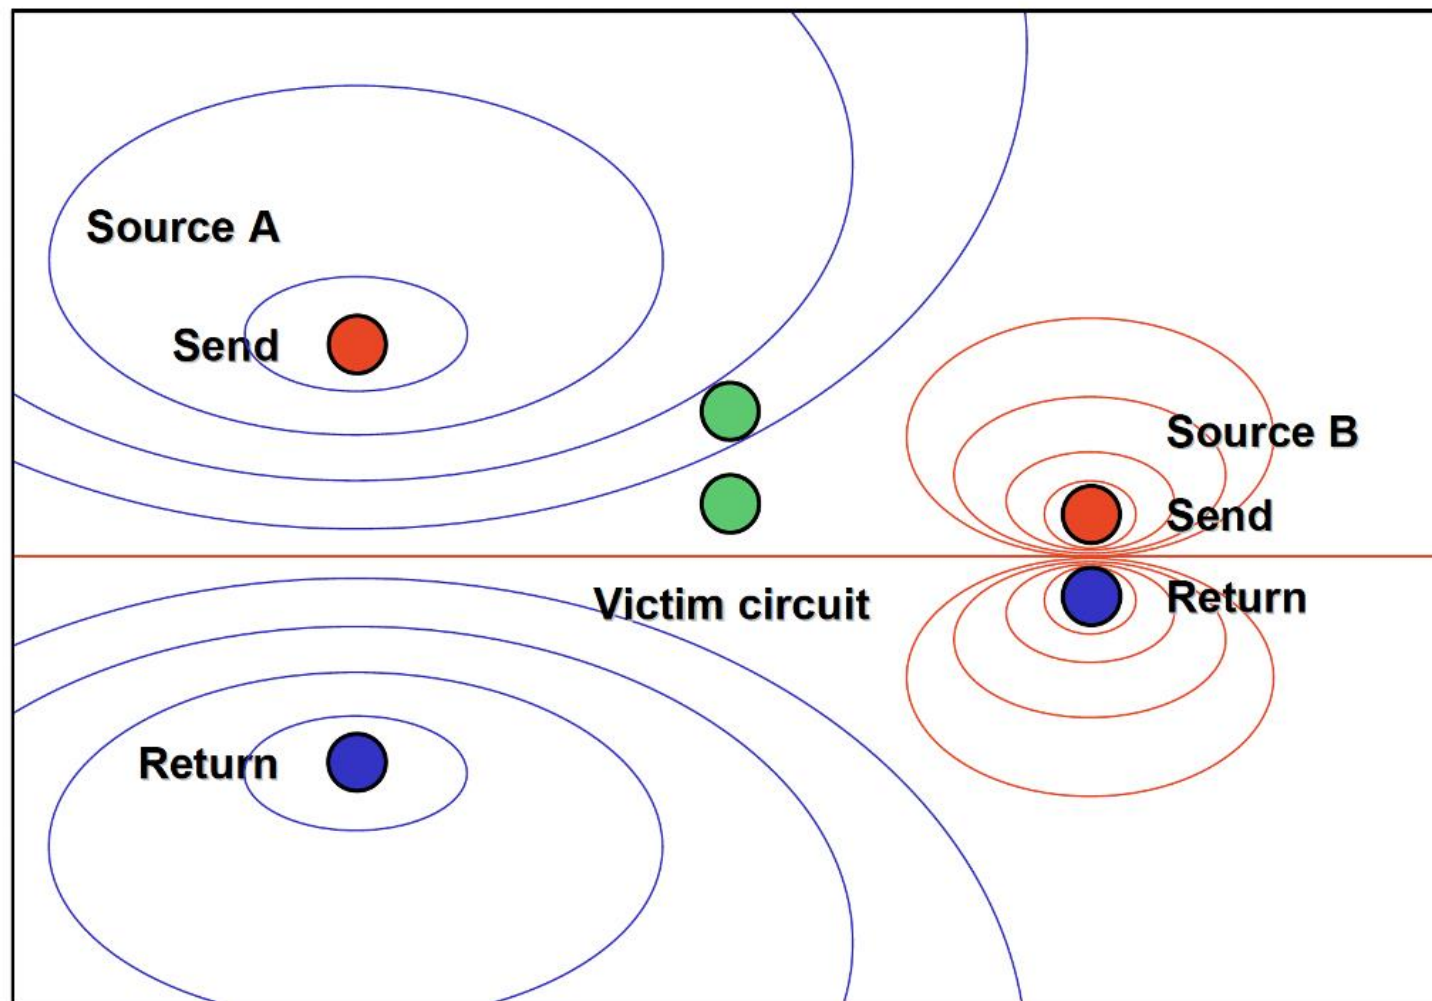 Source A
Send
Source B
Send
Victim circuit
Return
Return